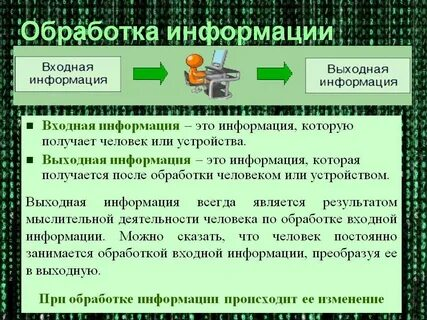 Обработка информации
Входная
информация
Выходная
информация
Входная информация – это информация, которую
получает человек или устройства.
Выходная информация – это информация, которая
получается после обработки человеком или устройством.
Выходная информация всегда является результатом
мыслительной деятельности человека по обработке входной
информации. Можно сказать, что человек постоянно
занимается обработкой входной информации, преобразуя ее
в выходную.
При обработке информации происходит ее изменение